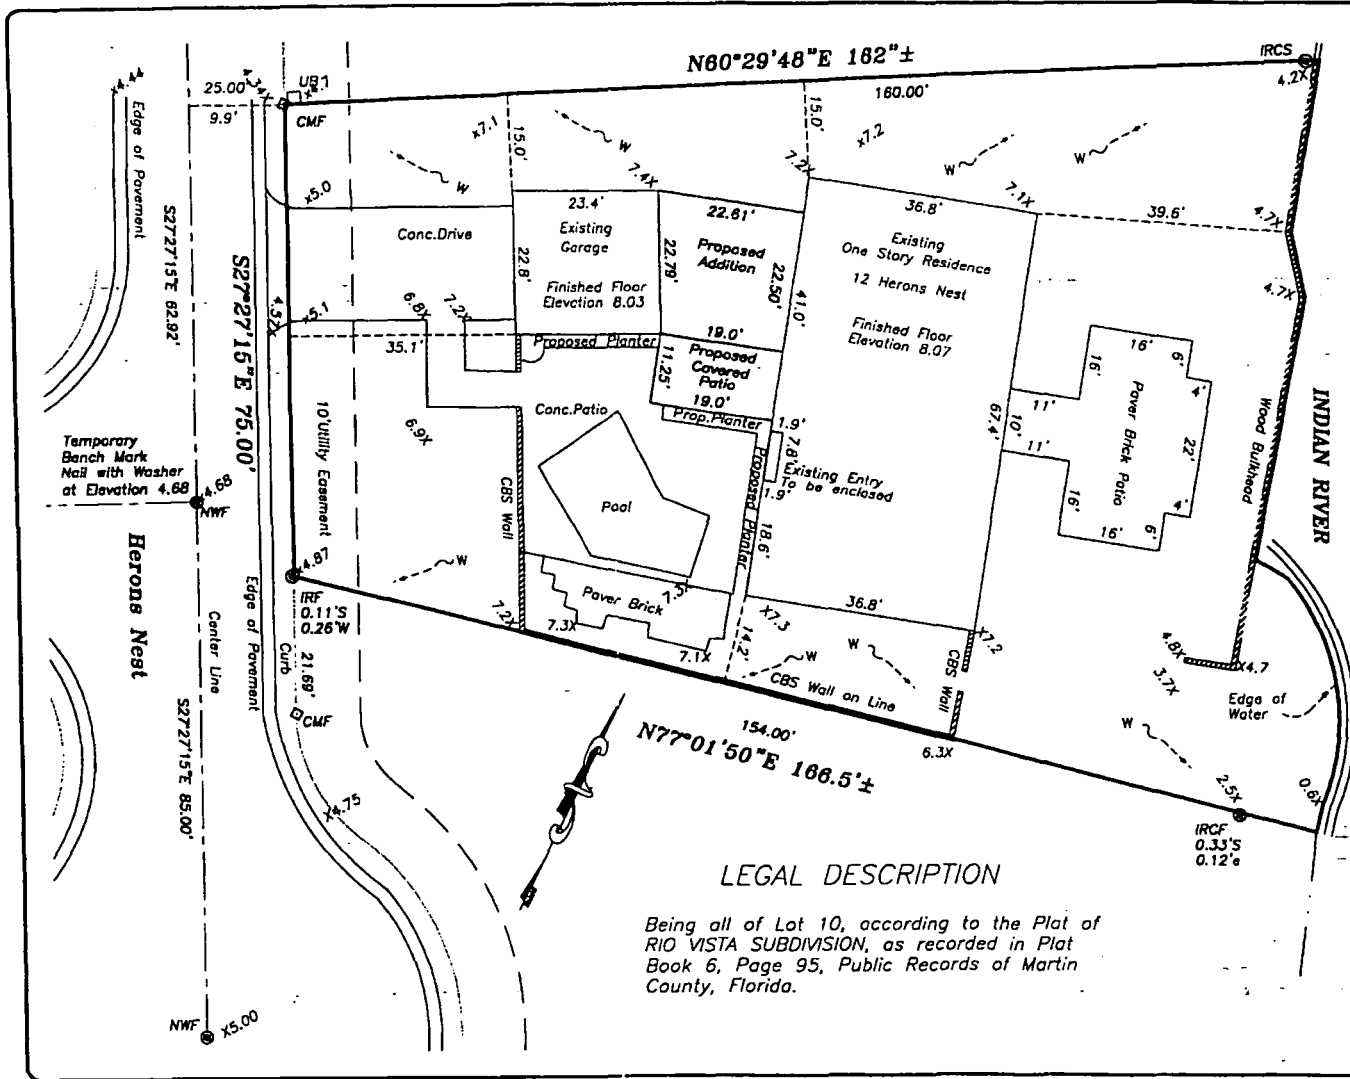 N60°29'48"E 162"±
IRCS
4.2X
x4.44
25.00'
9.9'
UB
CMF
160.00'
Edge of Pavement
x7.1
15.0'
W
W
15.0'
x7.2
W
W
7.4X
7.2X
7.1X
39.6'
4.7X
x5.0
Conc.Drive
23.4'
Existing
Garage
22.8'
Finished Floor
Elevation 8.03
22.61'
Proposed
Addition
22.79'
22.50'
36.8'
Existing
One Story Residence
12 Herons Nest
Finished Floor
Elevation 8.07
41.0'
67.4'
4.7X
S27°27'15"E 62.92'
S27°27'15"E 75.00'
4.57X
x5.1
6.8X
7.2X
35.1'
Proposed Planter
19.0'
Proposed
Covered
Patio
11.25'
19.0'
Prop.Planter
1.9'
7.8'
Existing Entry
To be enclosed
1.9'
Proposed Planter
18.6'
16'
6'
4'
16'
11'
10'
11'
Paver Brick Patio
22'
16'
4'
16'
6'
Wood Bulkhead
INDIAN RIVER
10'Utility Easement
6.9X
Conc.Patio
Pool
CBS Wall
Temporary
Bench Mark
Nail with Washer
at Elevation 4.68
4.68
NWF
Herons Nest
Center Line
Edge of Pavement
x4.87
IRF
0.11'S
0.26'W
21.69'
Curb
CMF
W
7.2X
7.3X
Paver Brick
7.3X
7.1X
36.8'
X7.3
14.2'
W
W
X7.2
CBS Wall
CBS Wall on Line
4.8X
X4.7
3.7X
Edge of
Water
W
154.00'
N77°01'50"E 166.5'±
6.3X
2.5X
0.6X
IRCF
0.33'S
0.12'e
S27°27'15"E 85.00'
X4.75
NWF
X5.00
LEGAL DESCRIPTION
Being all of Lot 10, according to the Plat of
RIO VISTA SUBDIVISION, as recorded in Plat
Book 6, Page 95, Public Records of Martin
County, Florida.